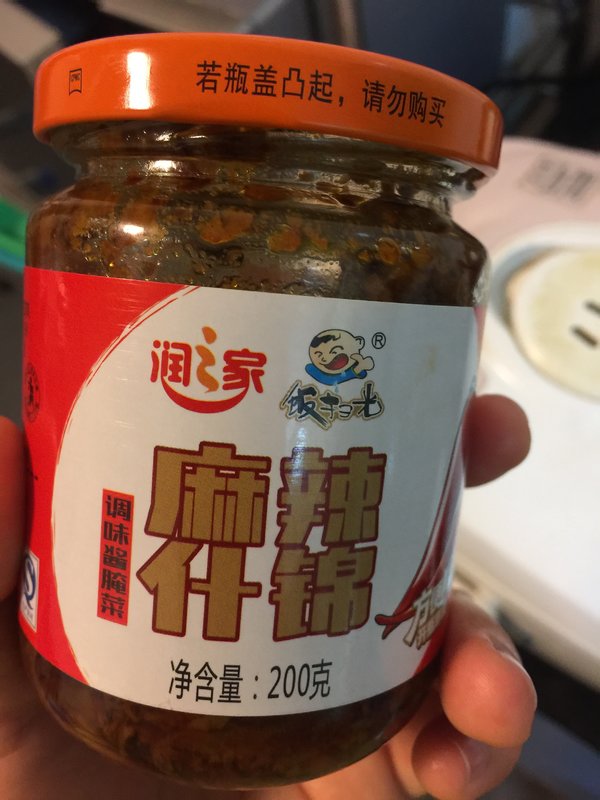 若瓶盖凸起，请勿购买
润之家
饭扫光®
麻辣
什锦
调味酱腌菜
净含量：200克